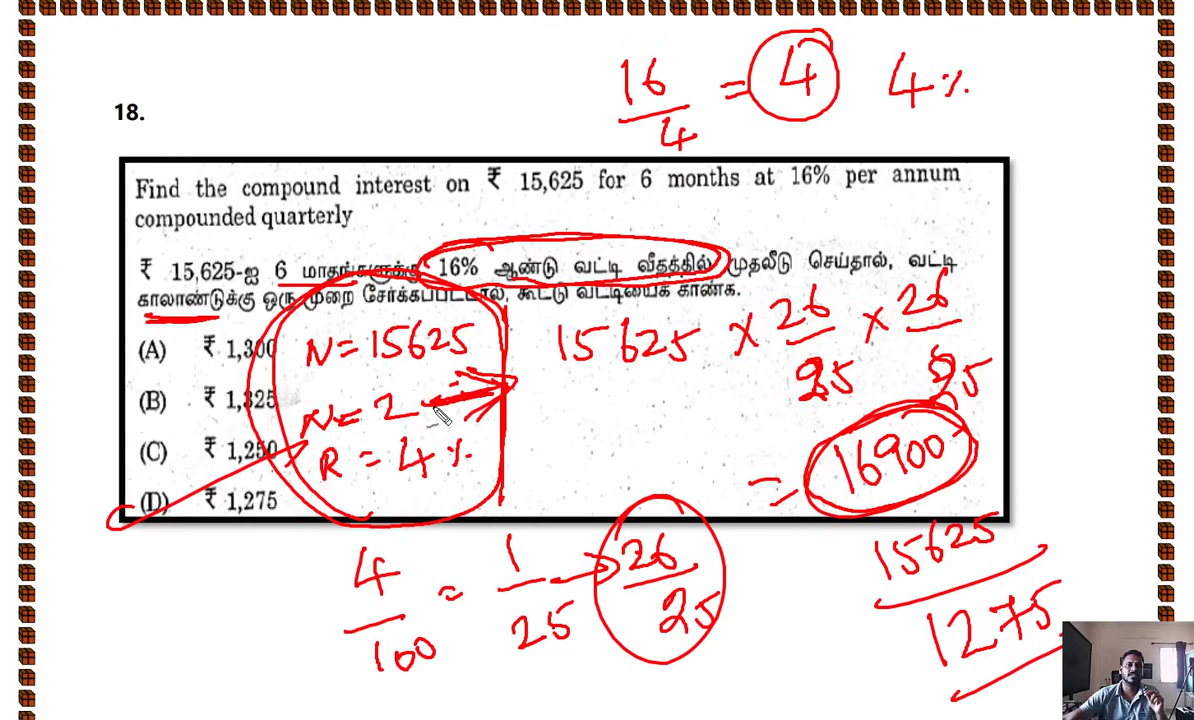 16/4 = 4 4%
18.
Find the compound interest on ₹ 15,625 for 6 months at 16% per annum
compounded quarterly
₹ 15,625-ஐ 6 மாதங்களுக்கு 16% ஆண்டு வட்டி வீதத்தில் முதலீடு செய்தால், வட்டி
காலாண்டுக்கு ஒரு முறை சேர்க்கப்பட்டால், கூட்டு வட்டியைக் காண்க.
(A) ₹ 1,300
(B) ₹ 1,325
(C) ₹ 1,250
(D) ₹ 1,275
N = 15625
N = 2
R = 4%
15625 × 26/25 × 26/25
= 16900
4/100 = 1/25 → 26/25
15625
1275